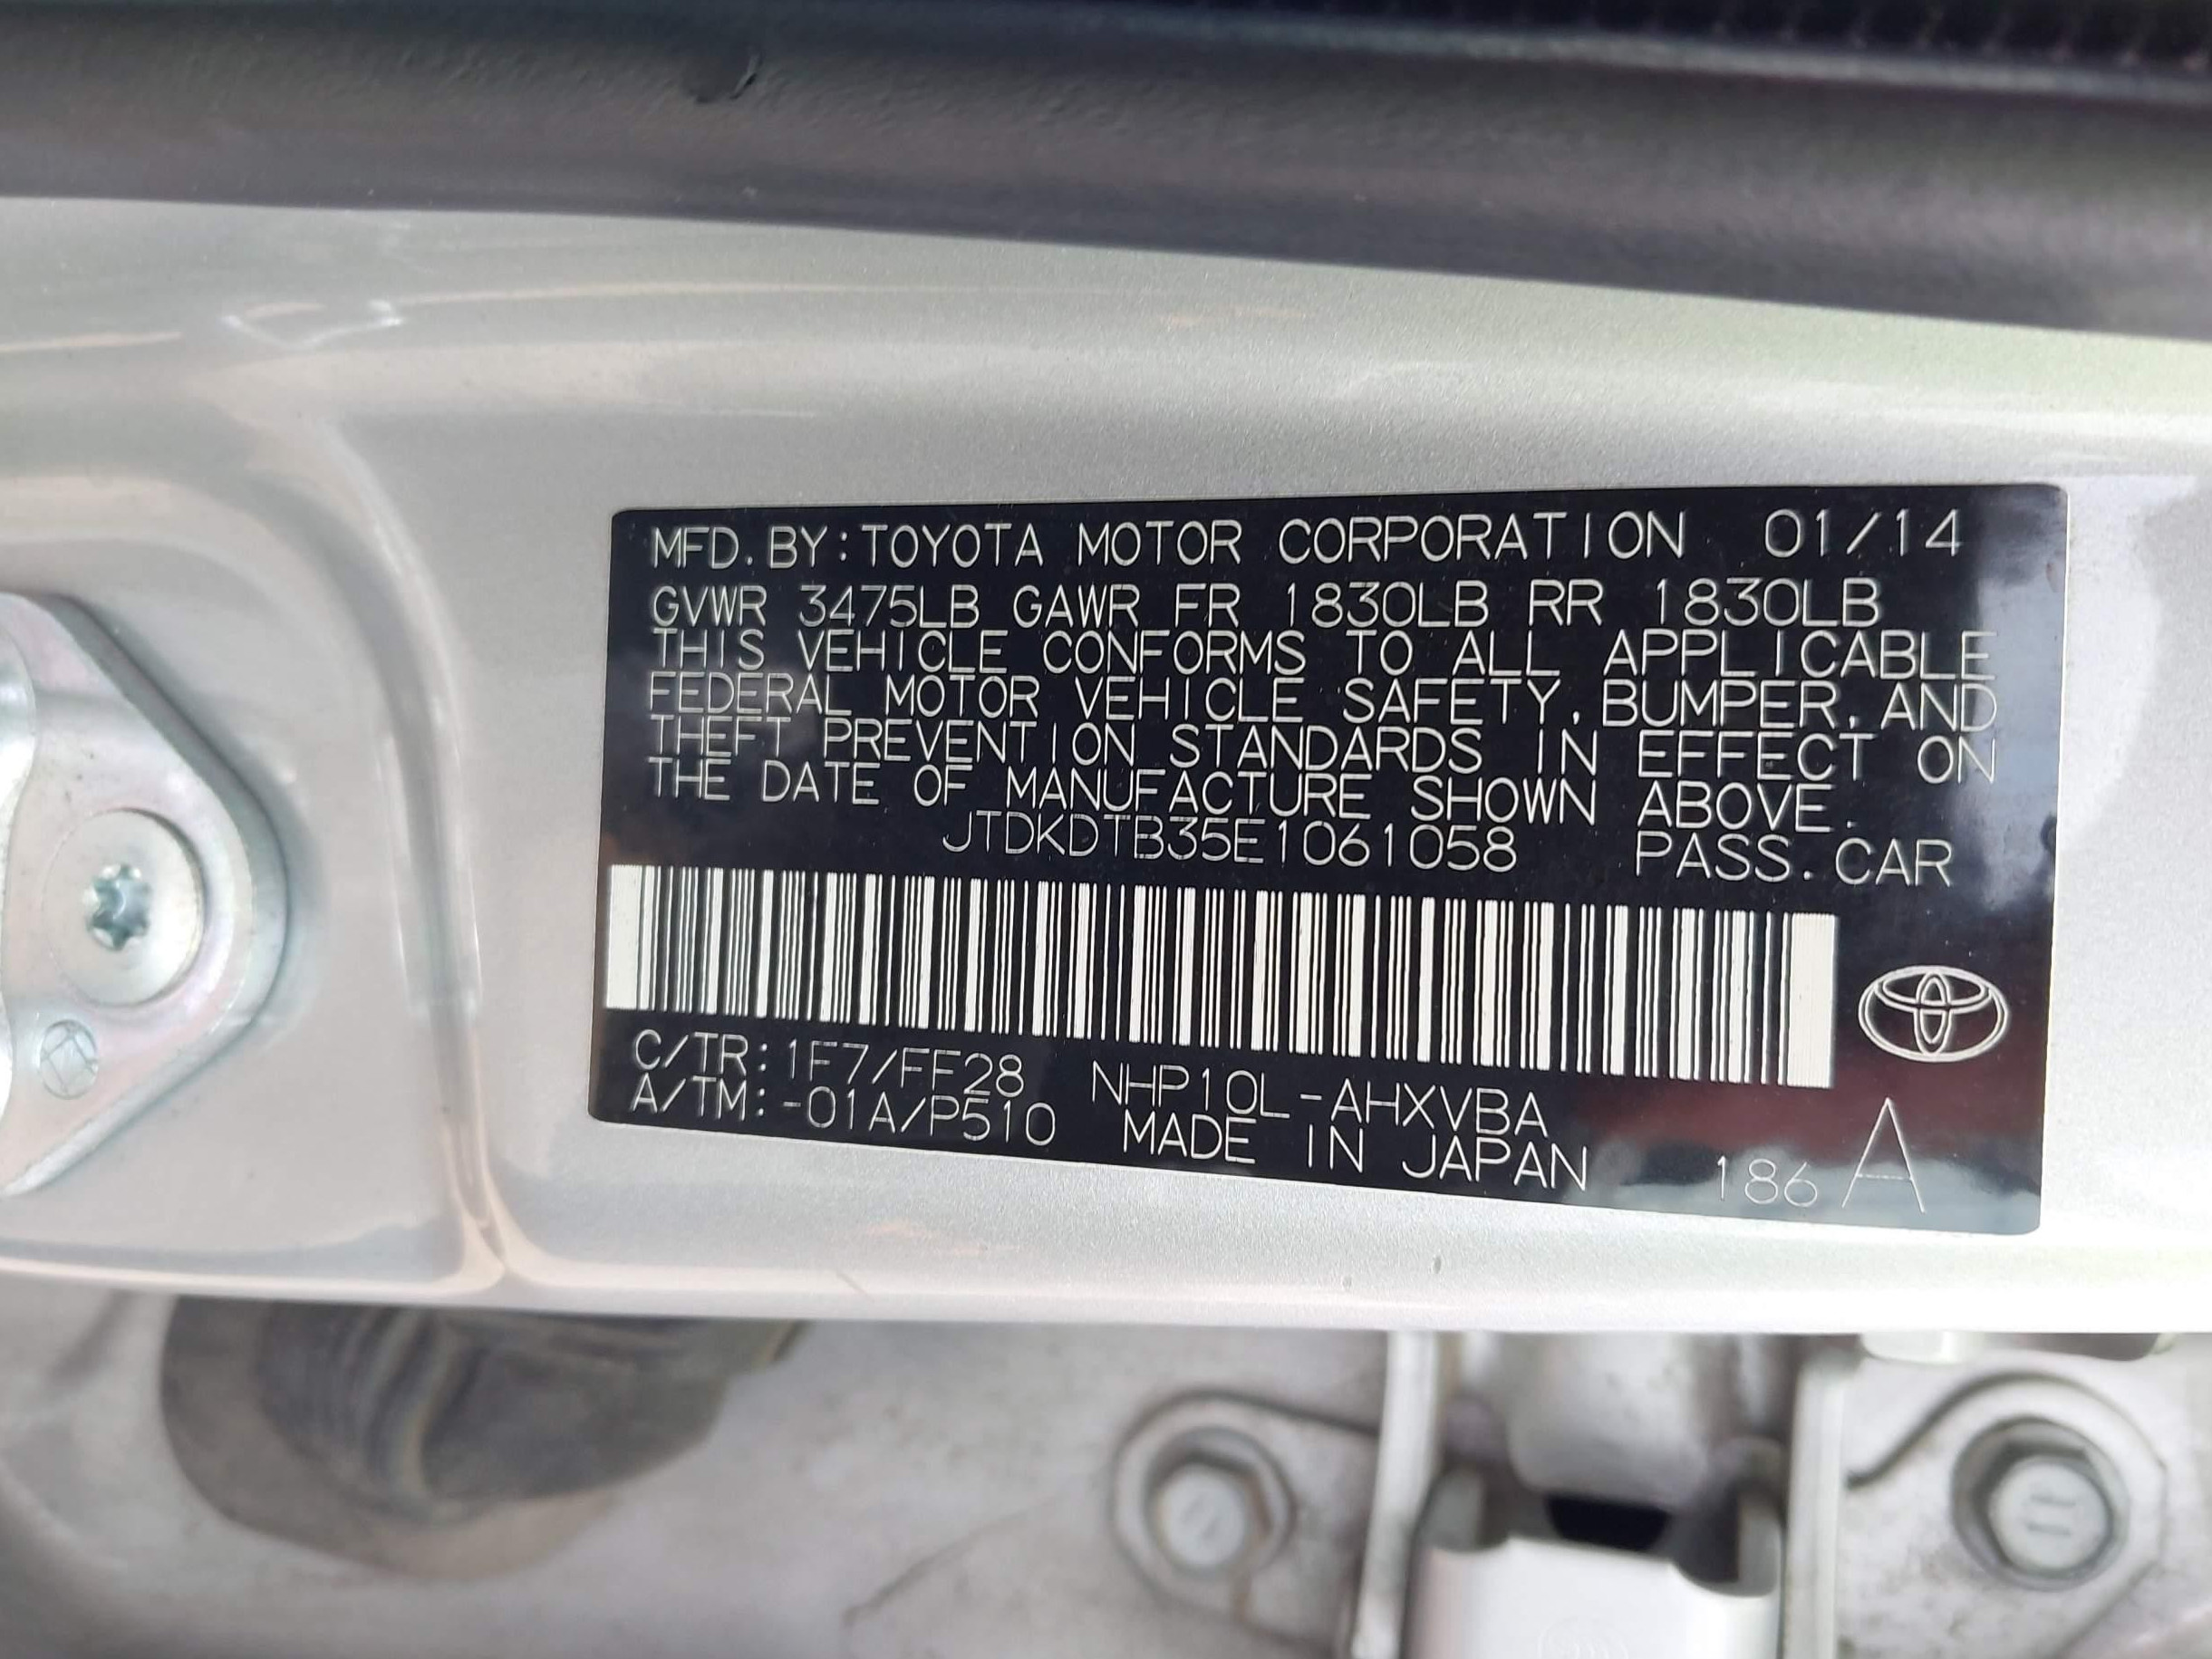 MFD. BY: TOYOTA MOTOR CORPORATION 01/14
GVWR 3475LB GAWR FR 1830LB RR 1830LB
THIS VEHICLE CONFORMS TO ALL APPLICABLE
FEDERAL MOTOR VEHICLE SAFETY, BUMPER, AND
THEFT PREVENTION STANDARDS IN EFFECT ON
THE DATE OF MANUFACTURE SHOWN ABOVE.
JTDKDTB35E1061058 PASS. CAR
C/TR: 1F7/FF28 NHP10L-AHXVBA
A/TM: -01A/P510 MADE IN JAPAN
186 A